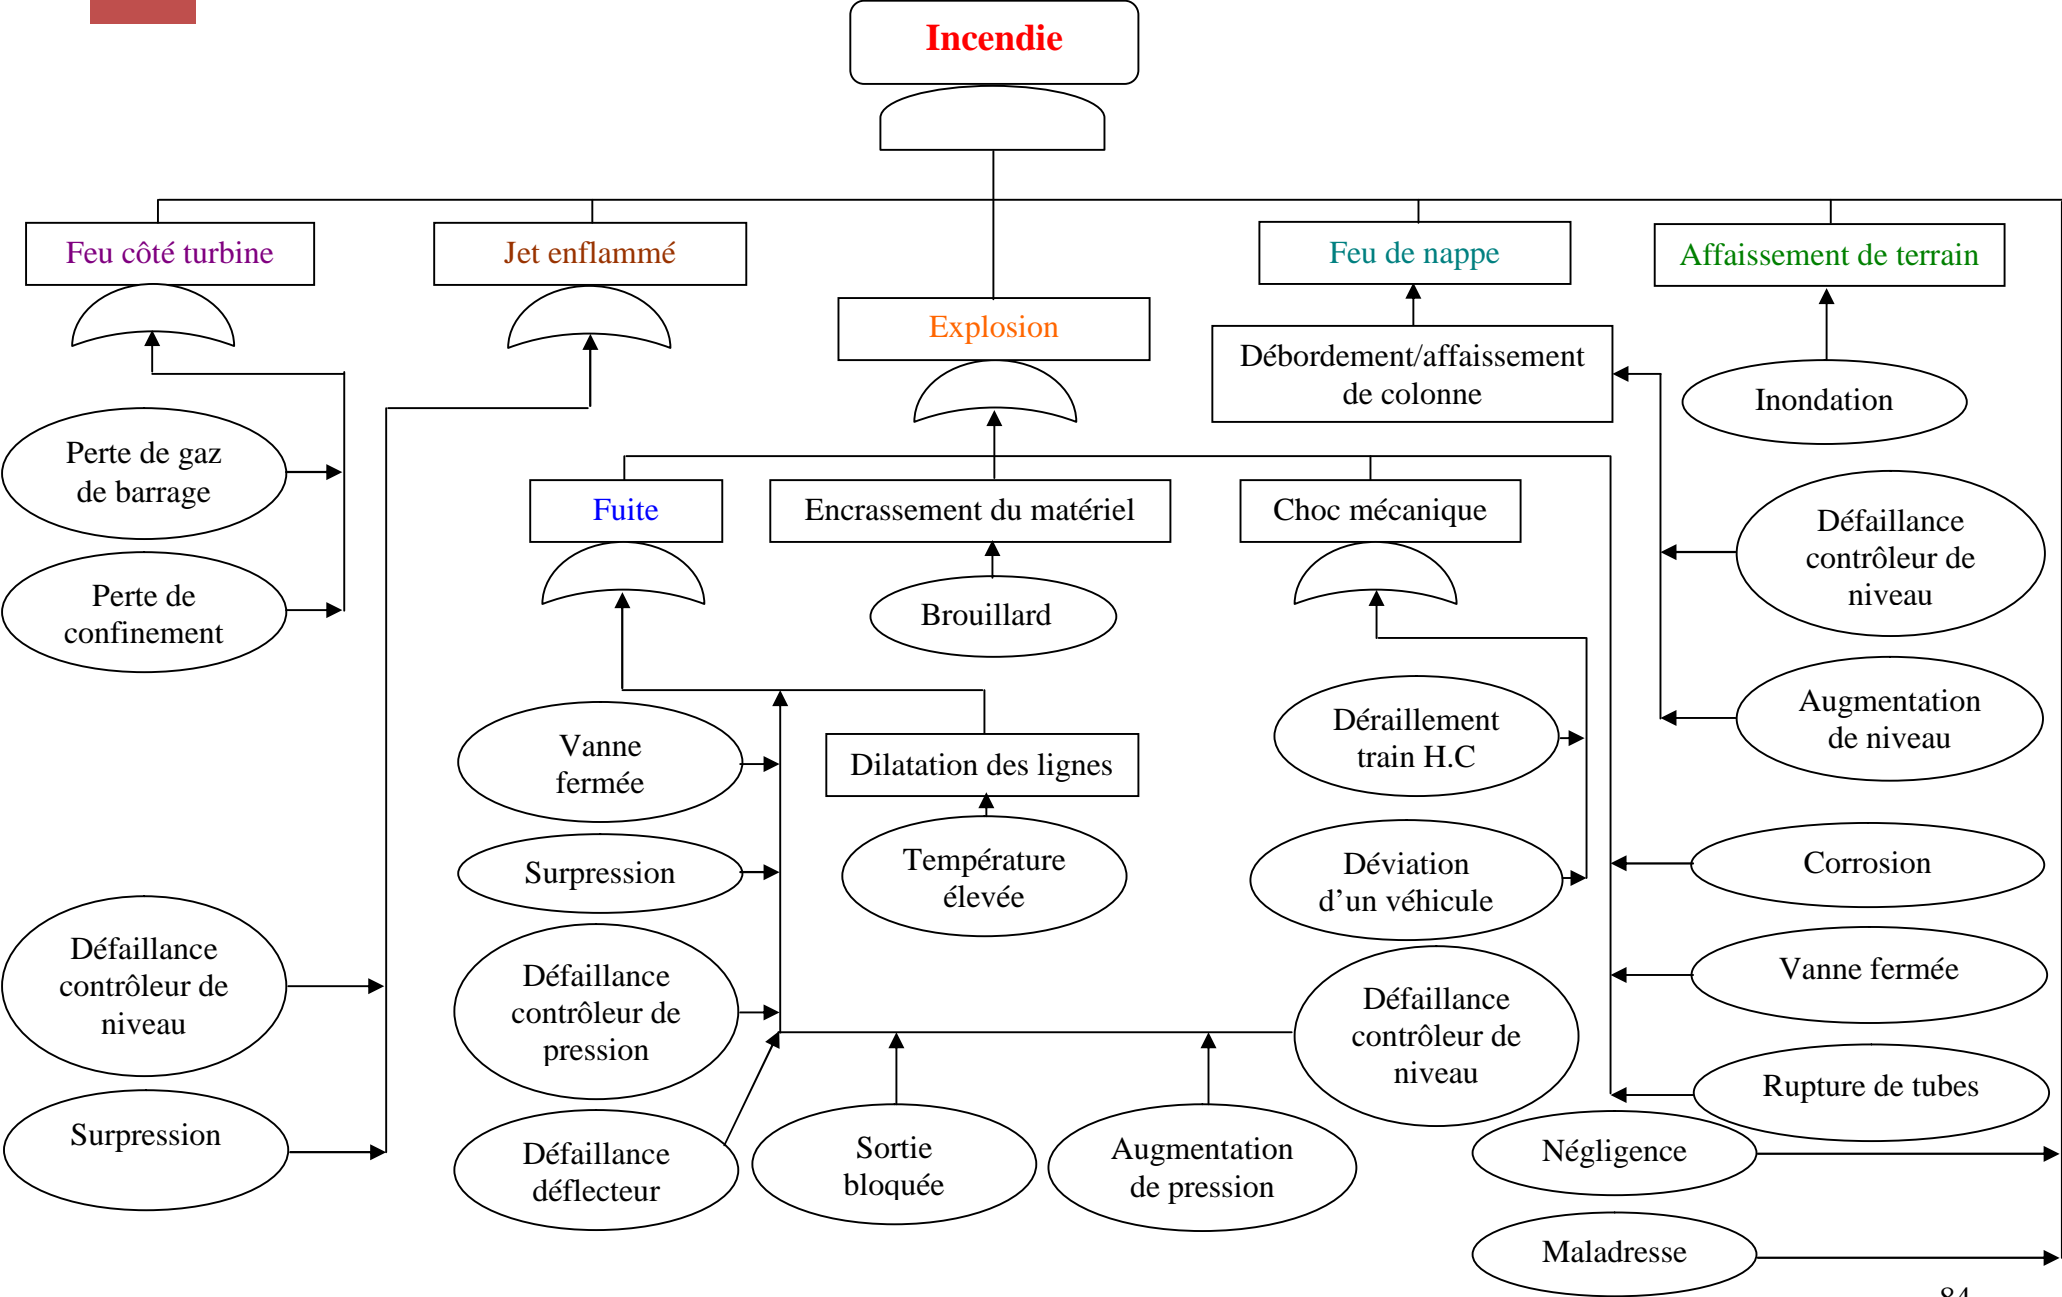 Incendie
Feu côté turbine
Jet enflammé
Explosion
Feu de nappe
Affaissement de terrain
Débordement/affaissement
de colonne
Inondation
Perte de gaz
de barrage
Perte de
confinement
Fuite
Encrassement du matériel
Choc mécanique
Brouillard
Défaillance
contrôleur de
niveau
Augmentation
de niveau
Vanne
fermée
Dilatation des lignes
Déraillement
train H.C
Surpression
Température
élevée
Déviation
d’un véhicule
Corrosion
Défaillance
contrôleur de
niveau
Défaillance
contrôleur de
pression
Défaillance
contrôleur de
niveau
Vanne fermée
Rupture de tubes
Surpression
Défaillance
déflecteur
Sortie
bloquée
Augmentation
de pression
Négligence
Maladresse
84